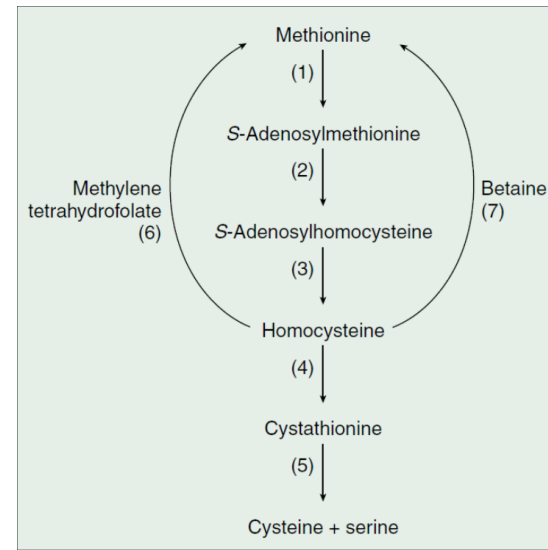 Methionine
(1)
S-Adenosylmethionine
(2)
Methylene
tetrahydrofolate
(6)
Betaine
(7)
S-Adenosylhomocysteine
(3)
Homocysteine
(4)
Cystathionine
(5)
Cysteine + serine